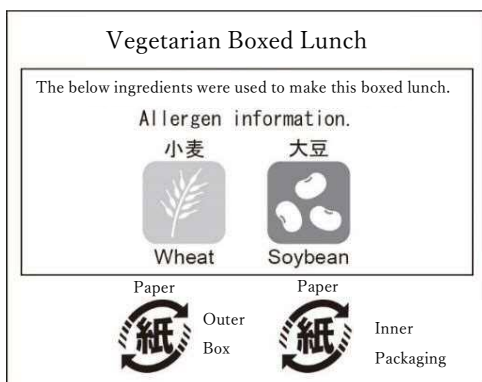 Vegetarian Boxed Lunch
The below ingredients were used to make this boxed lunch.
Allergen information.
小麦 大豆
Wheat Soybean
Paper Paper
紙 Outer Box 紙 Inner Packaging